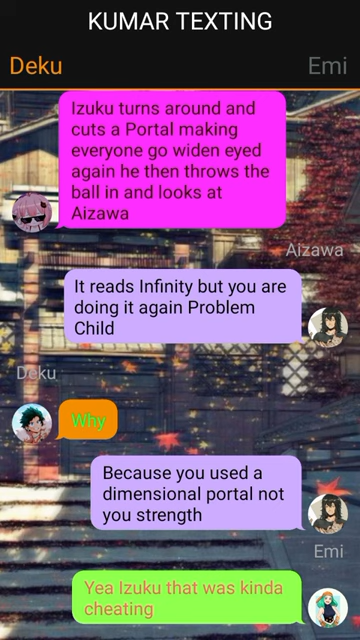 KUMAR TEXTING
Deku
Emi
Izuku turns around and
cuts a Portal making
everyone go widen eyed
again he then throws the
ball in and looks at
Aizawa
Aizawa
It reads Infinity but you are
doing it again Problem
Child
Deku
Why
Because you used a
dimensional portal not
you strength
Emi
Yea Izuku that was kinda
cheating